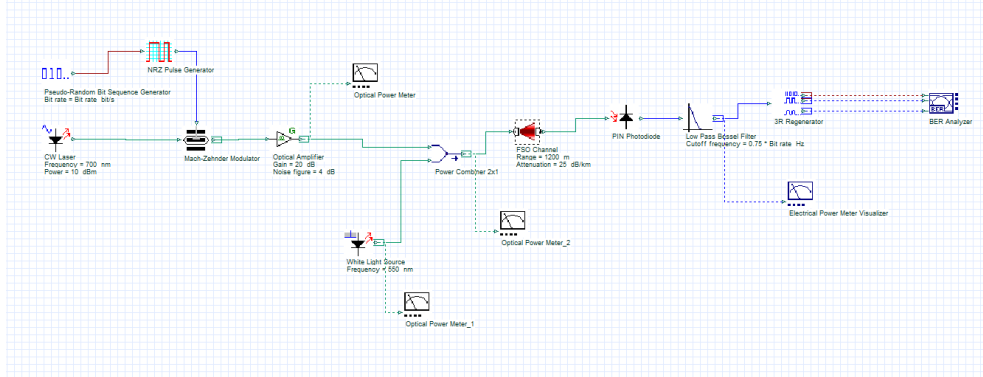 NRZ Pulse Generator
Pseudo-Random Bit Sequence Generator
Bit rate = Bit rate bit/s
Optical Power Meter
CW Laser
Frequency = 700 nm
Power = 10 dBm
Mach-Zehnder Modulator
Optical Amplifier
Gain = 20 dB
Noise figure = 4 dB
Power Combiner 2x1
FSO Channel
Range = 1200 m
Attenuation = 25 dB/km
PIN Photodiode
Low Pass Bessel Filter
Cutoff frequency = 0.75 * Bit rate Hz
3R Regenerator
BER
BER Analyzer
Electrical Power Meter Visualizer
Optical Power Meter_2
White Light Source
Frequency = 550 nm
Optical Power Meter_1